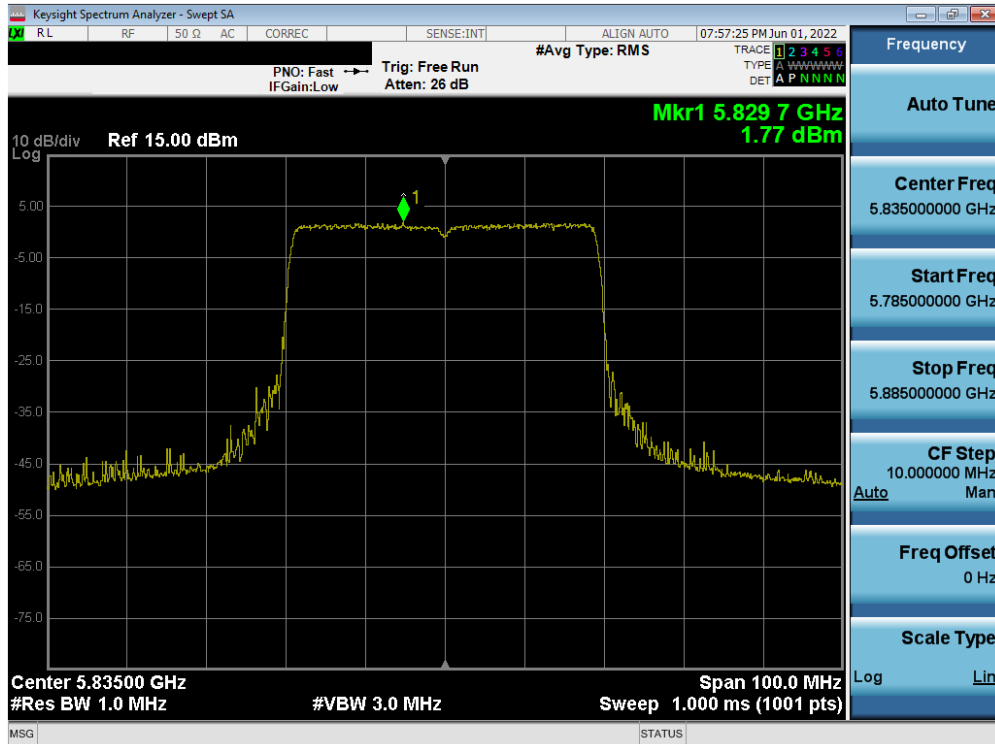 Keysight Spectrum Analyzer - Swept SA
LXI RL RF 50 Ω AC CORREC SENSE:INT ALIGN AUTO 07:57:25 PM Jun 01, 2022
#Avg Type: RMS
TRACE 1 2 3 4 5 6
TYPE A WWWWW
DET A P N N N N
PNO: Fast
IFGain:Low
Trig: Free Run
Atten: 26 dB
Mkr1 5.829 7 GHz
1.77 dBm
10 dB/div Ref 15.00 dBm
Log
1
5.00
-5.00
-15.0
-25.0
-35.0
-45.0
-55.0
-65.0
-75.0
Center 5.83500 GHz Span 100.0 MHz
#Res BW 1.0 MHz #VBW 3.0 MHz Sweep 1.000 ms (1001 pts)
MSG STATUS
Frequency
Auto Tune
Center Freq
5.835000000 GHz
Start Freq
5.785000000 GHz
Stop Freq
5.885000000 GHz
CF Step
10.000000 MHz
Auto Man
Freq Offset
0 Hz
Scale Type
Log Lin